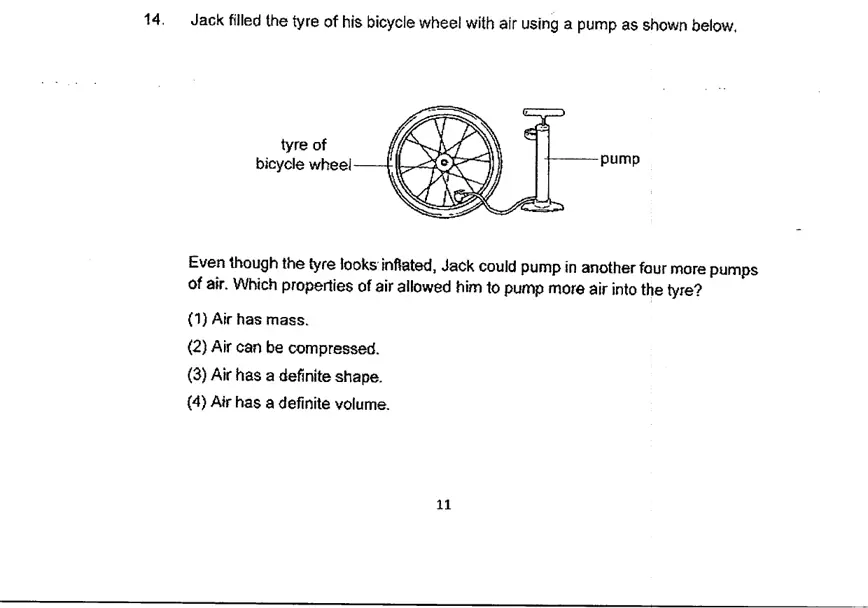 14. Jack filled the tyre of his bicycle wheel with air using a pump as shown below.
tyre of
bicycle wheel
pump
Even though the tyre looks inflated, Jack could pump in another four more pumps
of air. Which properties of air allowed him to pump more air into the tyre?
(1) Air has mass.
(2) Air can be compressed.
(3) Air has a definite shape.
(4) Air has a definite volume.
11